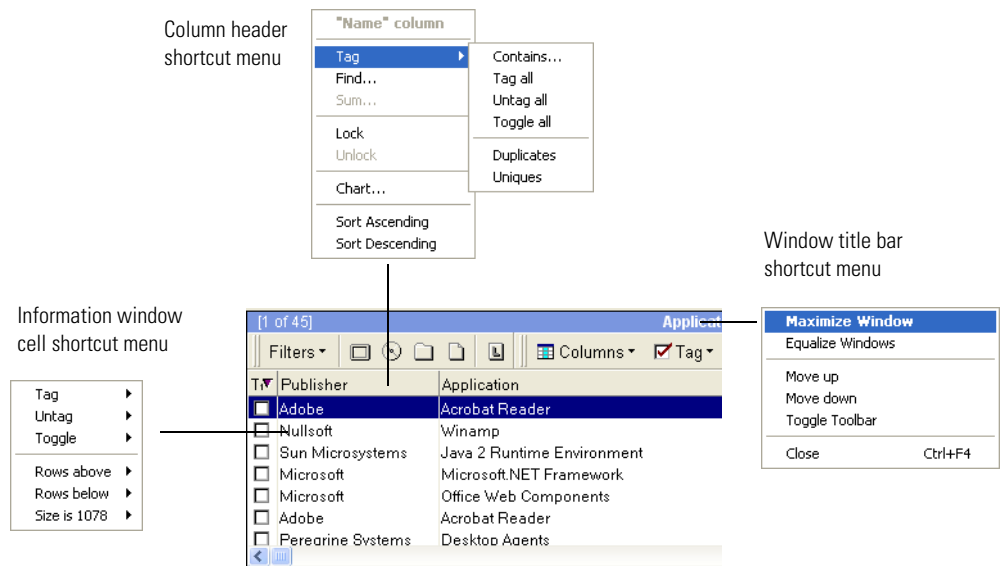 Column header
shortcut menu
"Name" column
Tag
Find...
Sum...
Lock
Unlock
Chart...
Sort Ascending
Sort Descending
Contains...
Tag all
Untag all
Toggle all
Duplicates
Uniques
Window title bar
shortcut menu
Maximize Window
Equalize Windows
Move up
Move down
Toggle Toolbar
Close Ctrl+F4
Information window
cell shortcut menu
Tag
Untag
Toggle
Rows above
Rows below
Size is 1078
[1 of 45] Applicat
Filters Columns Tag
Publisher Application
Adobe Acrobat Reader
Nullsoft Winamp
Sun Microsystems Java 2 Runtime Environment
Microsoft Microsoft.NET Framework
Microsoft Office Web Components
Adobe Acrobat Reader
Peregrine Systems Desktop Agents